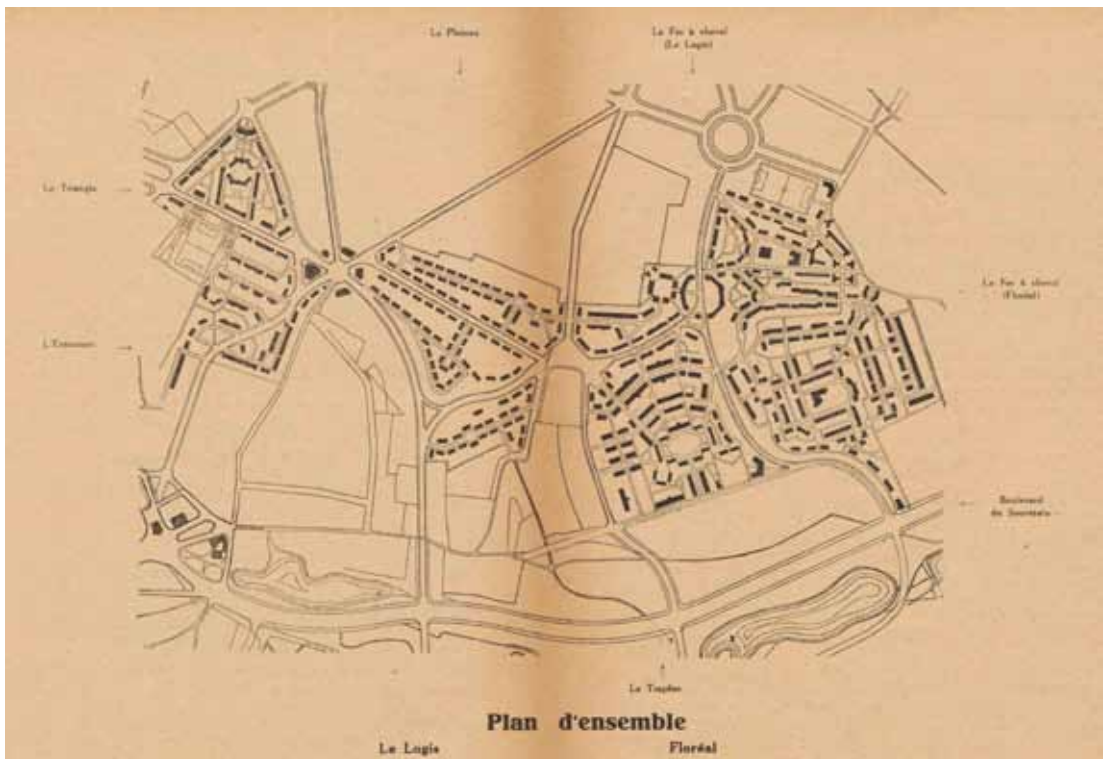 Le Plateau
Le Fer à cheval
(Le Logis)
Le Triangle
Le Fer à cheval
(Floréal)
L'Entonnoir
Boulevard
du Souverain
Le Trapèze
Plan d'ensemble
Le Logis
Floréal